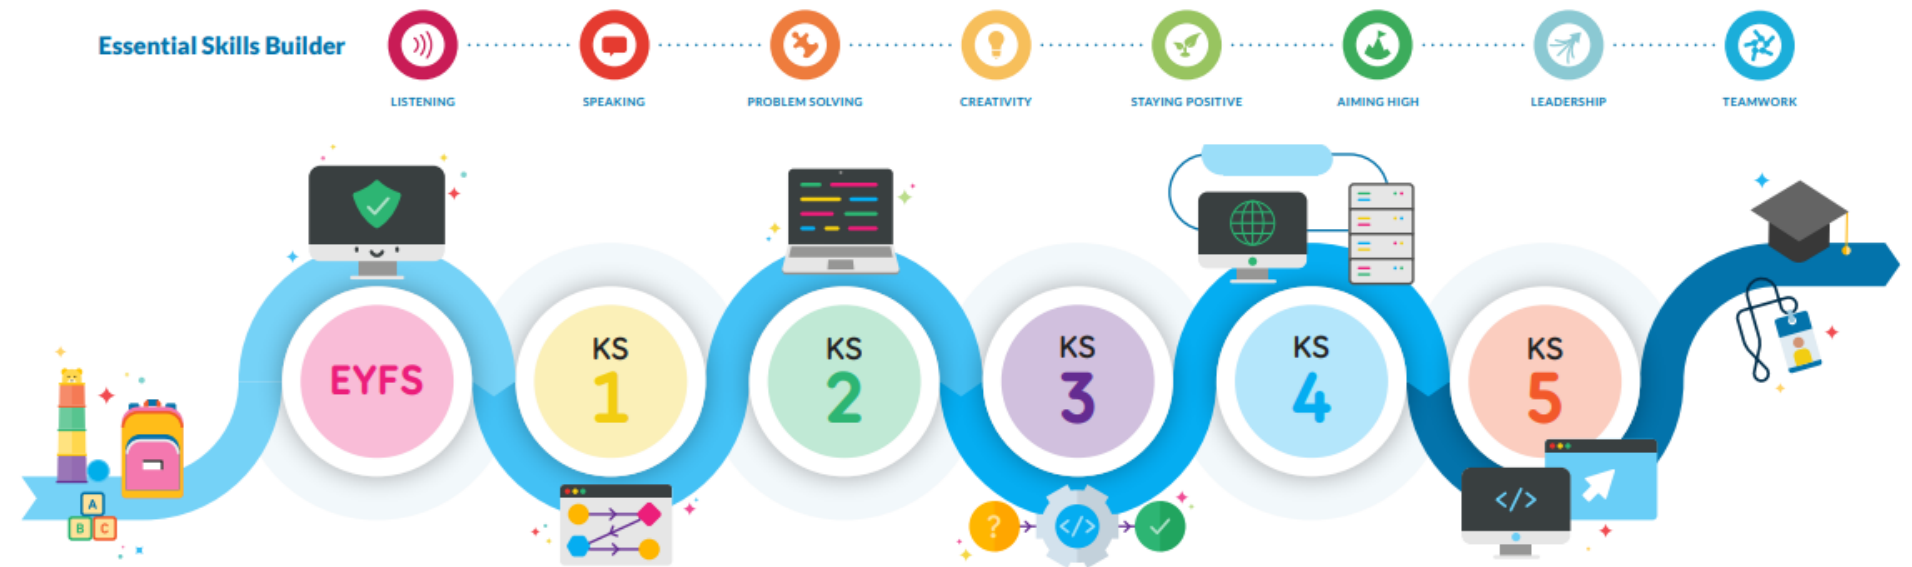 Essential Skills Builder
LISTENING
SPEAKING
PROBLEM SOLVING
CREATIVITY
STAYING POSITIVE
AIMING HIGH
LEADERSHIP
TEAMWORK
EYFS
KS
1
KS
2
KS
3
KS
4
KS
5
A
B C
?
</>
</>